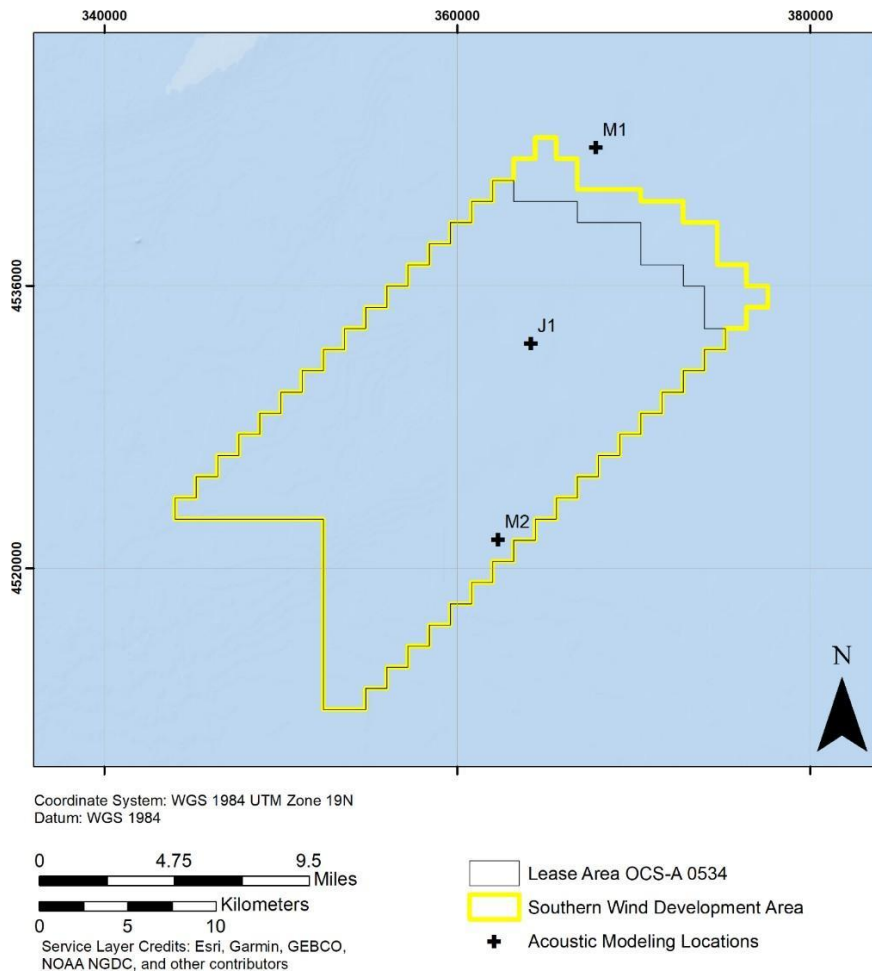 340000 360000 380000
M1
4536000
J1
M2
4520000
N
Coordinate System: WGS 1984 UTM Zone 19N
Datum: WGS 1984
0 4.75 9.5
Miles
Kilometers
0 5 10
Service Layer Credits: Esri, Garmin, GEBCO,
NOAA NGDC, and other contributors
Lease Area OCS-A 0534
Southern Wind Development Area
Acoustic Modeling Locations